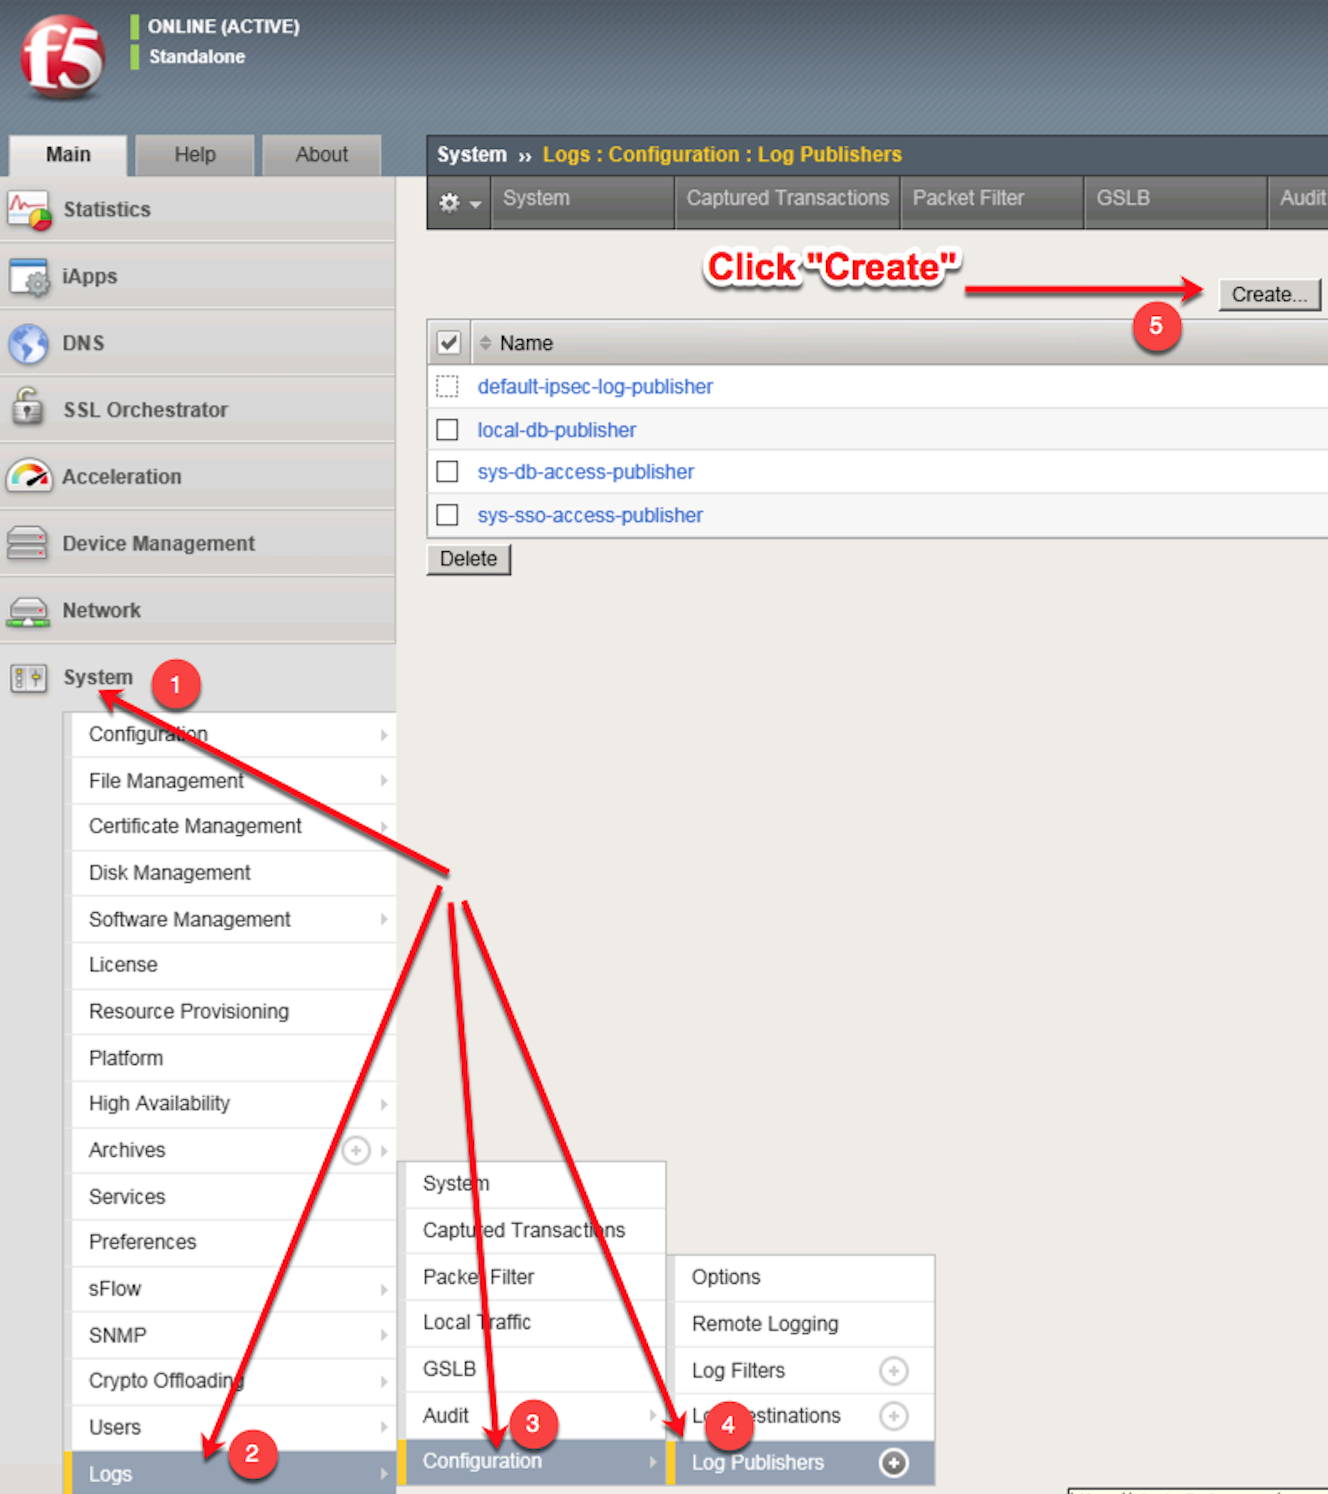 f5
ONLINE (ACTIVE)
Standalone
Main
Help
About
System » Logs : Configuration : Log Publishers
System
Captured Transactions
Packet Filter
GSLB
Audit
Statistics
iApps
DNS
SSL Orchestrator
Acceleration
Device Management
Network
System
1
Click "Create"
Create...
5
Name
default-ipsec-log-publisher
local-db-publisher
sys-db-access-publisher
sys-sso-access-publisher
Delete
Configuration
File Management
Certificate Management
Disk Management
Software Management
License
Resource Provisioning
Platform
High Availability
Archives
Services
Preferences
sFlow
SNMP
Crypto Offloading
Users
Logs
2
System
Captured Transactions
Packet Filter
Local Traffic
GSLB
Audit
Configuration
3
Options
Remote Logging
Log Filters
4
Log Publishers